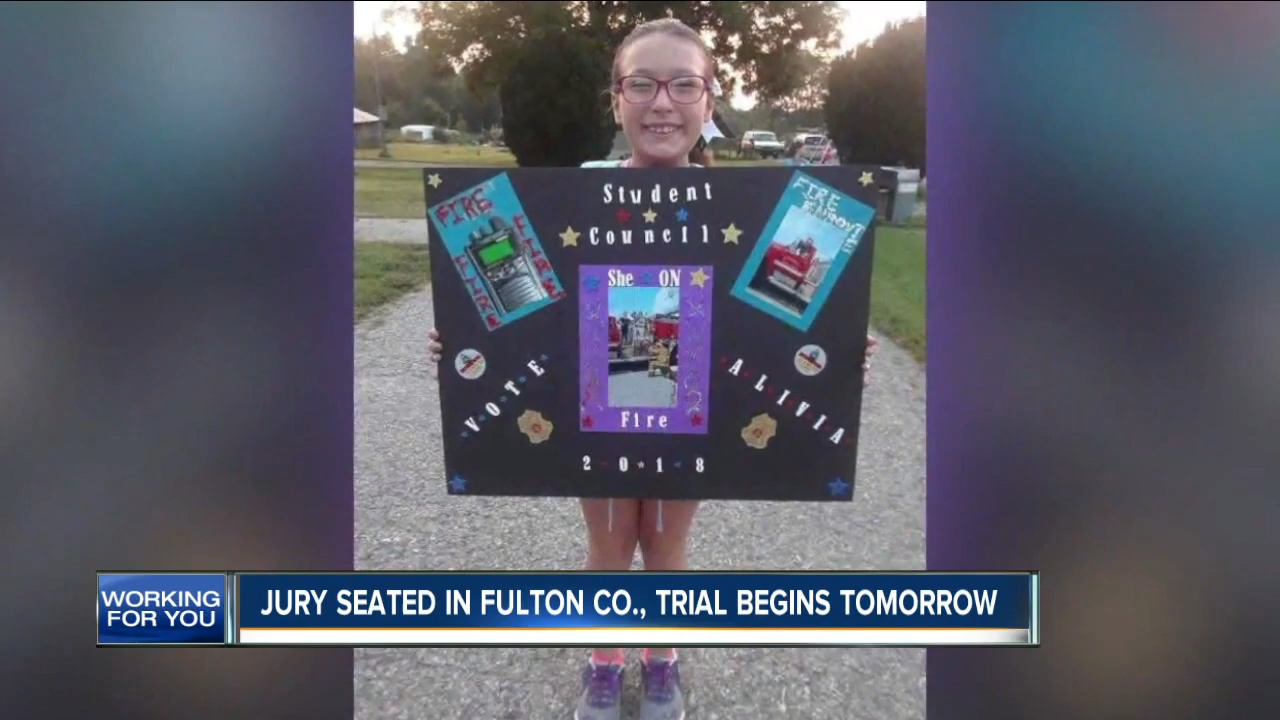 Student
Council
FIRE
FIRE
She ON
Fire
VOTE
ALIVIA
2018
WORKING
FOR YOU
JURY SEATED IN FULTON CO., TRIAL BEGINS TOMORROW